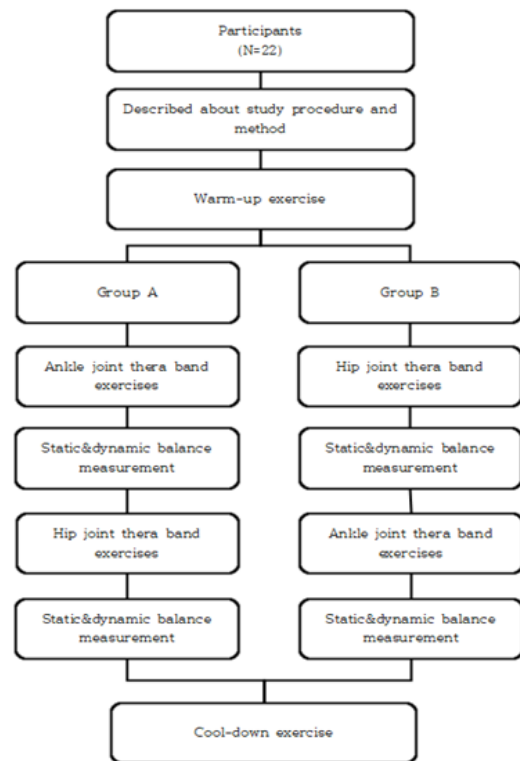 Participants
(N=22)
Described about study procedure and
method
Warm-up exercise
Group A
Group B
Ankle joint thera band
exercises
Hip joint thera band
exercises
Static&dynamic balance
measurement
Static&dynamic balance
measurement
Hip joint thera band
exercises
Ankle joint thera band
exercises
Static&dynamic balance
measurement
Static&dynamic balance
measurement
Cool-down exercise